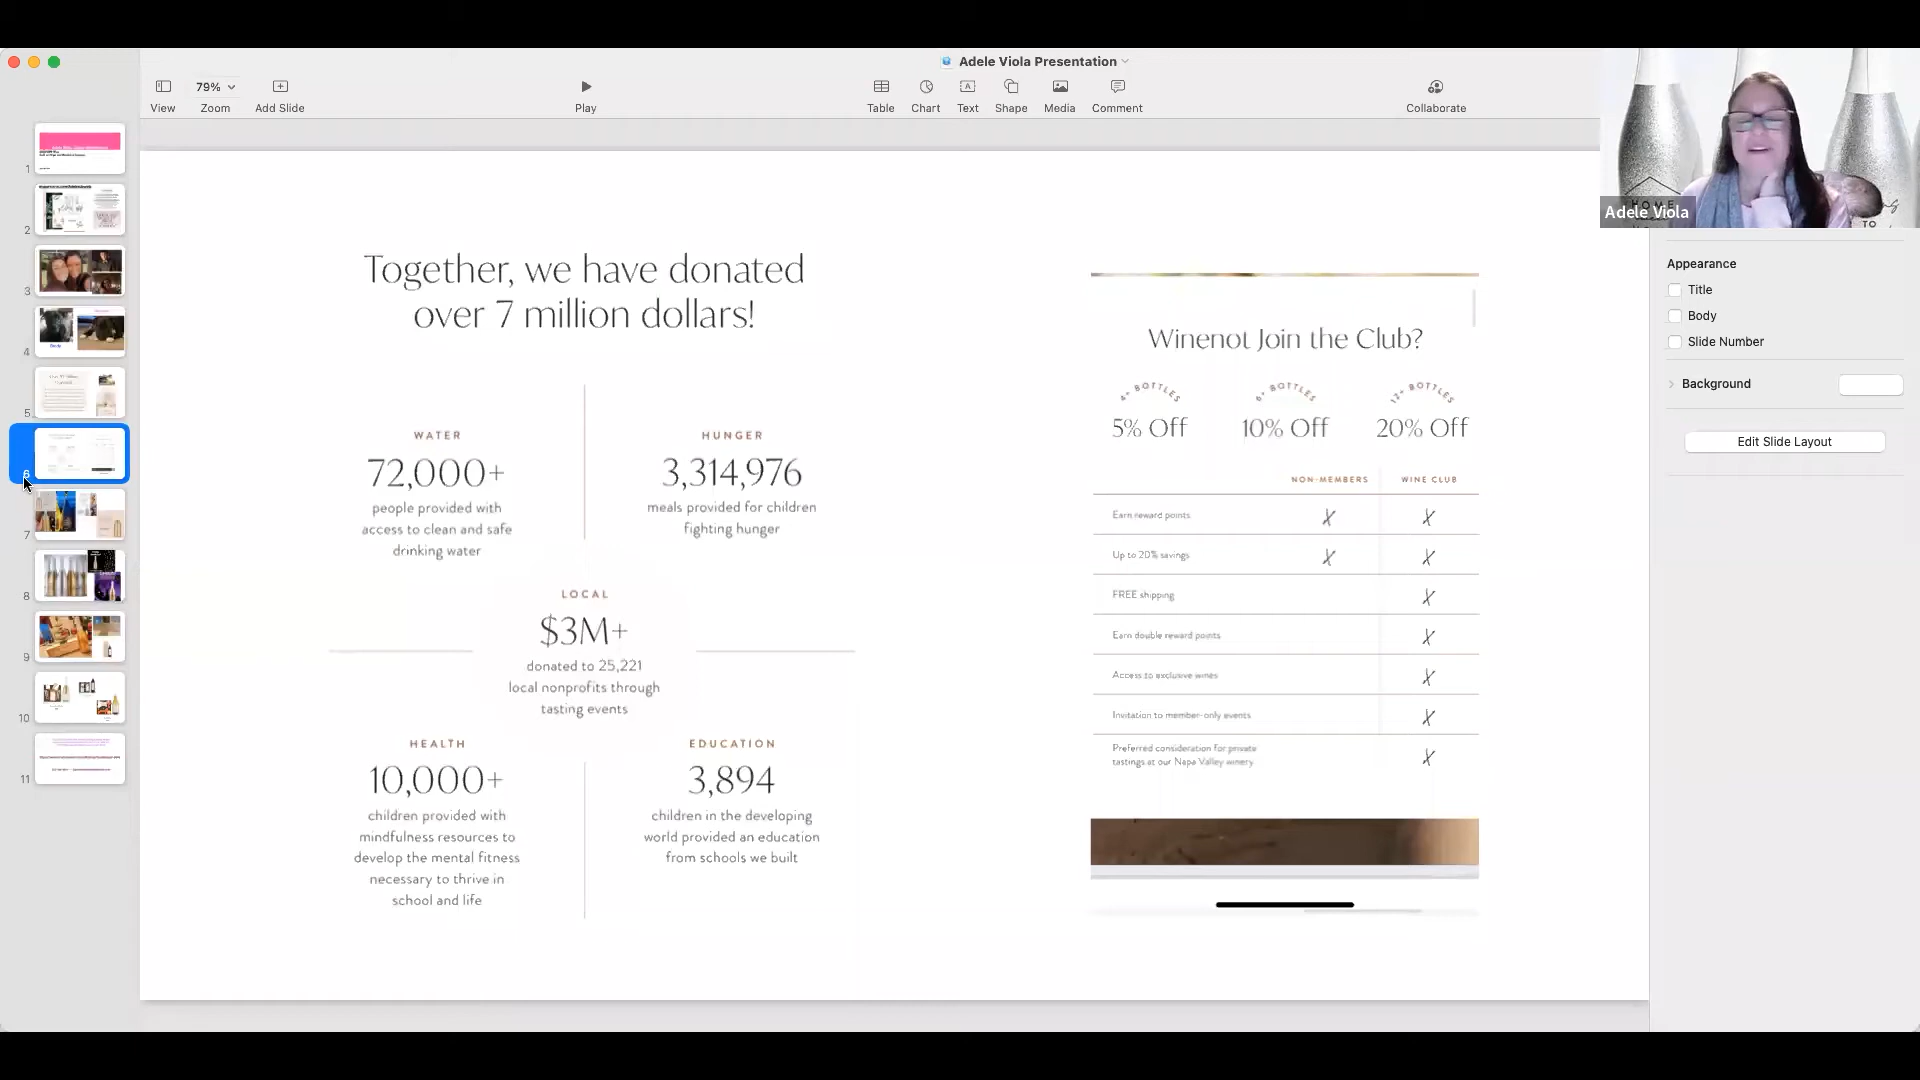 Adele Viola Presentation
79%
View
Zoom
Add Slide
Play
Table
Chart
Text
Shape
Media
Comment
Collaborate
Adele Viola
HOME
TO
1
2
3
4
5
6
7
8
9
10
11
Together, we have donated
over 7 million dollars!
WATER
72,000+
people provided with
access to clean and safe
drinking water
HUNGER
3,314,976
meals provided for children
fighting hunger
LOCAL
$3M+
donated to 25,221
local nonprofits through
tasting events
HEALTH
10,000+
children provided with
mindfulness resources to
develop the mental fitness
necessary to thrive in
school and life
EDUCATION
3,894
children in the developing
world provided an education
from schools we built
Winenot Join the Club?
4+ BOTTLES
5% Off
6+ BOTTLES
10% Off
12+ BOTTLES
20% Off
NON-MEMBERS WINE CLUB
Earn reward points X X
Up to 20% savings X X
FREE shipping X
Earn double reward points X
Access to exclusive wines X
Invitation to member-only events X
Preferred consideration for private
tastings at our Napa Valley winery X
Appearance
Title
Body
Slide Number
Background
Edit Slide Layout